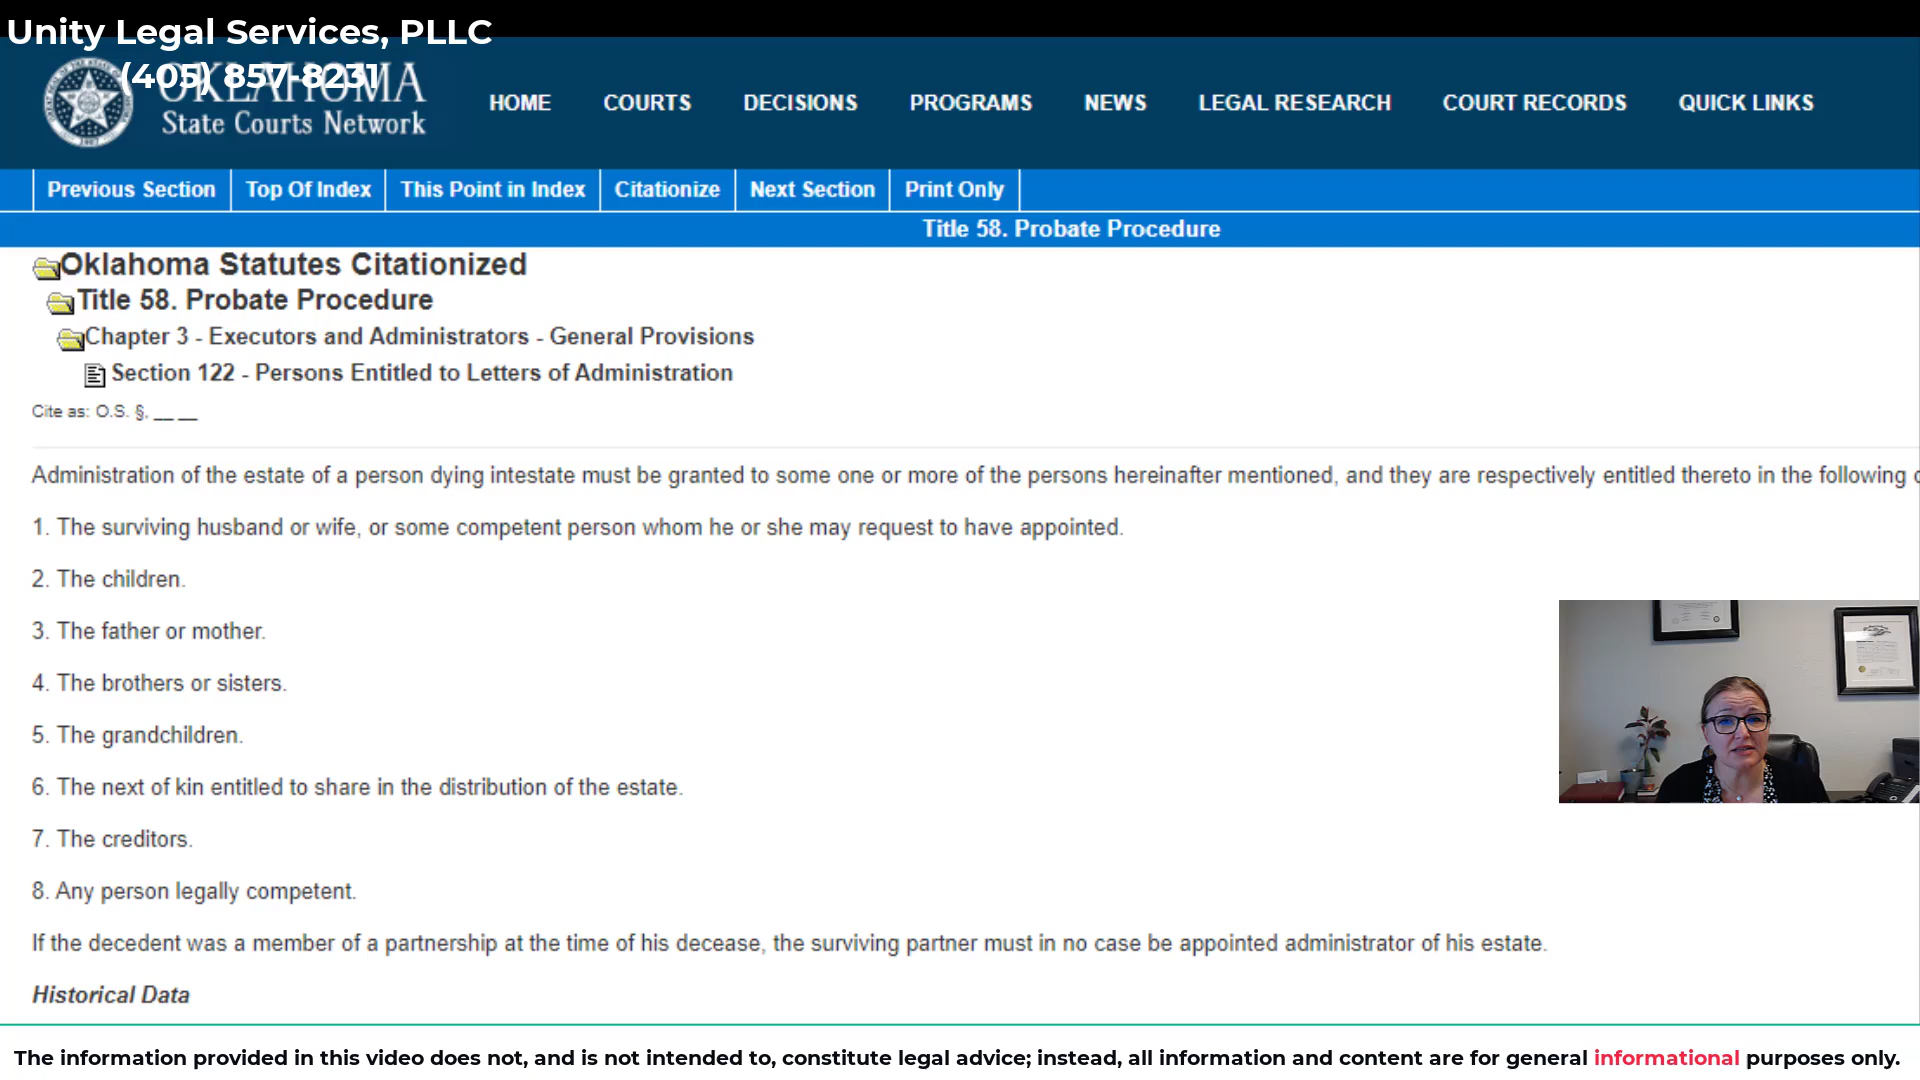 Unity Legal Services, PLLC
(405) 857-8231
OKLAHOMA
State Courts Network
HOME COURTS DECISIONS PROGRAMS NEWS LEGAL RESEARCH COURT RECORDS QUICK LINKS
Previous Section Top Of Index This Point in Index Citationize Next Section Print Only
Title 58. Probate Procedure
Oklahoma Statutes Citationized
Title 58. Probate Procedure
Chapter 3 - Executors and Administrators - General Provisions
Section 122 - Persons Entitled to Letters of Administration
Cite as: O.S. §, __ __
Administration of the estate of a person dying intestate must be granted to some one or more of the persons hereinafter mentioned, and they are respectively entitled thereto in the following
1. The surviving husband or wife, or some competent person whom he or she may request to have appointed.
2. The children.
3. The father or mother.
4. The brothers or sisters.
5. The grandchildren.
6. The next of kin entitled to share in the distribution of the estate.
7. The creditors.
8. Any person legally competent.
If the decedent was a member of a partnership at the time of his decease, the surviving partner must in no case be appointed administrator of his estate.
Historical Data
The information provided in this video does not, and is not intended to, constitute legal advice; instead, all information and content are for general informational purposes only.